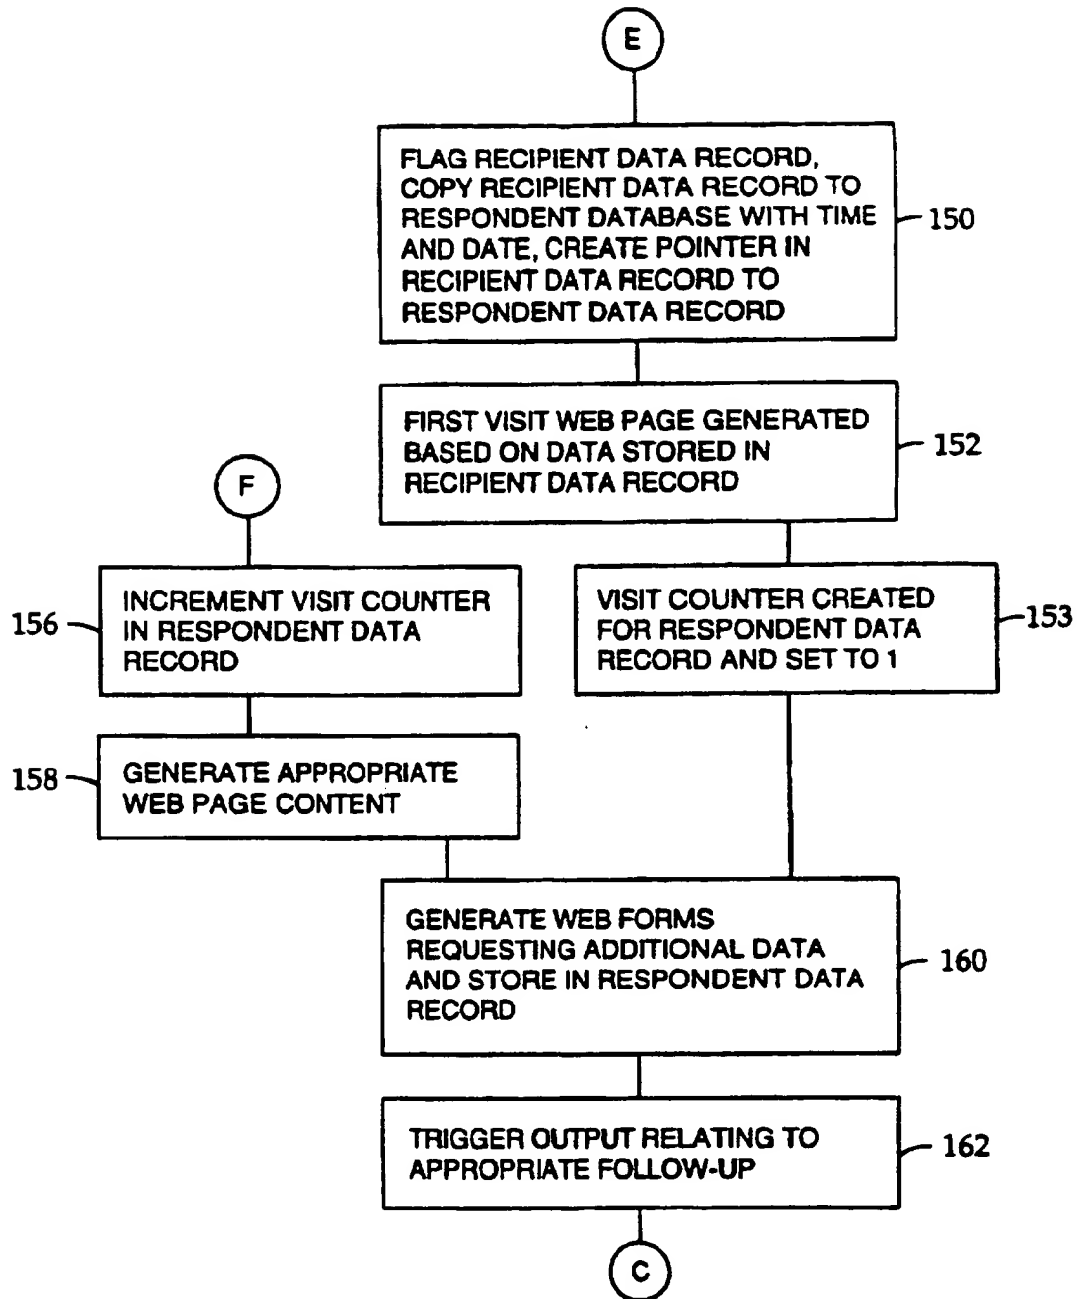 E
FLAG RECIPIENT DATA RECORD,
COPY RECIPIENT DATA RECORD TO
RESPONDENT DATABASE WITH TIME
AND DATE, CREATE POINTER IN
RECIPIENT DATA RECORD TO
RESPONDENT DATA RECORD
150
FIRST VISIT WEB PAGE GENERATED
BASED ON DATA STORED IN
RECIPIENT DATA RECORD
152
F
156
INCREMENT VISIT COUNTER
IN RESPONDENT DATA
RECORD
VISIT COUNTER CREATED
FOR RESPONDENT DATA
RECORD AND SET TO 1
153
158
GENERATE APPROPRIATE
WEB PAGE CONTENT
GENERATE WEB FORMS
REQUESTING ADDITIONAL DATA
AND STORE IN RESPONDENT DATA
RECORD
160
TRIGGER OUTPUT RELATING TO
APPROPRIATE FOLLOW-UP
162
C